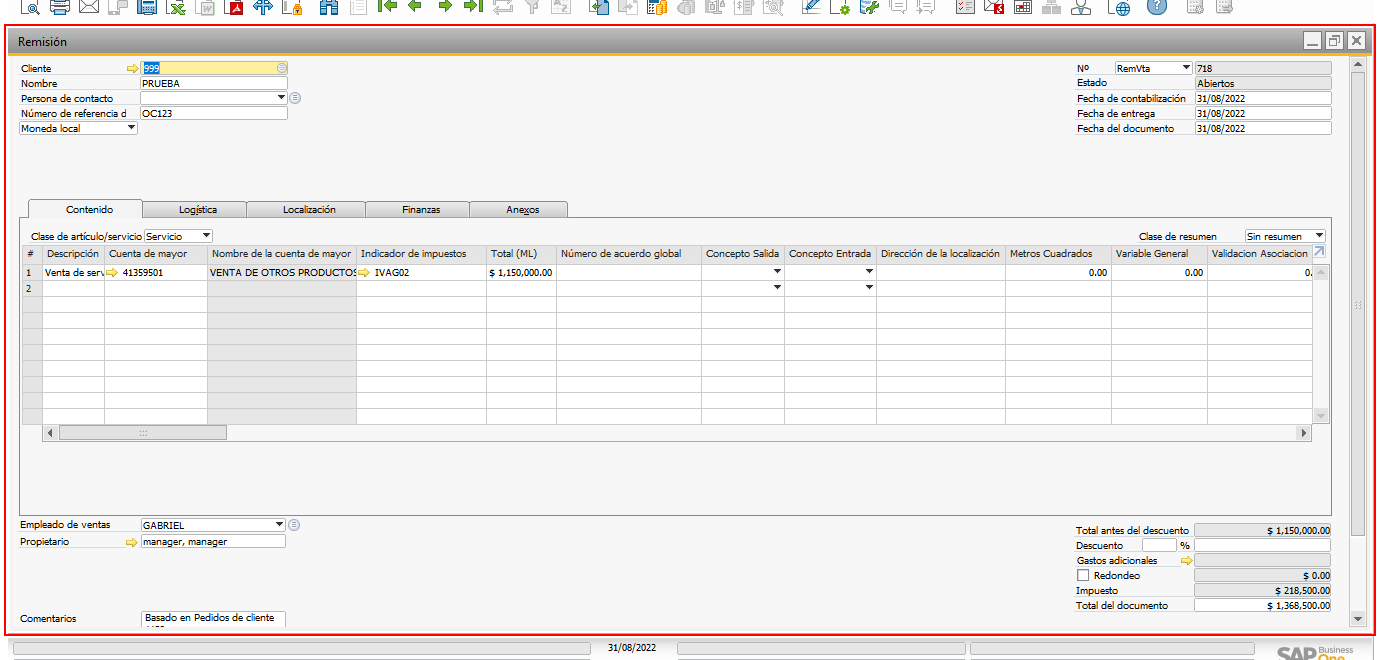 Remisión
Cliente 999
Nombre PRUEBA
Persona de contacto
Número de referencia d OC123
Moneda local
Nº RemVta 718
Estado Abiertos
Fecha de contabilización 31/08/2022
Fecha de entrega 31/08/2022
Fecha del documento 31/08/2022
Contenido Logística Localización Finanzas Anexos
Clase de artículo/servicio Servicio Clase de resumen Sin resumen
# Descripción Cuenta de mayor Nombre de la cuenta de mayor Indicador de impuestos Total (ML) Número de acuerdo global Concepto Salida Concepto Entrada Dirección de la localización Metros Cuadrados Variable General Validacion Asociacion
1 Venta de serv 41359501 VENTA DE OTROS PRODUCTOS IVAG02 $ 1,150,000.00 0.00 0.00 0.
2
Empleado de ventas GABRIEL
Propietario manager, manager
Comentarios Basado en Pedidos de cliente
Total antes del descuento $ 1,150,000.00
Descuento %
Gastos adicionales
Redondeo $ 0.00
Impuesto $ 218,500.00
Total del documento $ 1,368,500.00
31/08/2022
SAP Business
One